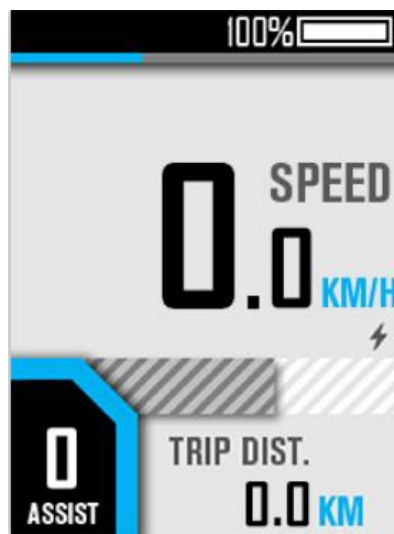 100%
SPEED
0.0 KM/H
0
ASSIST
TRIP DIST.
0.0 KM